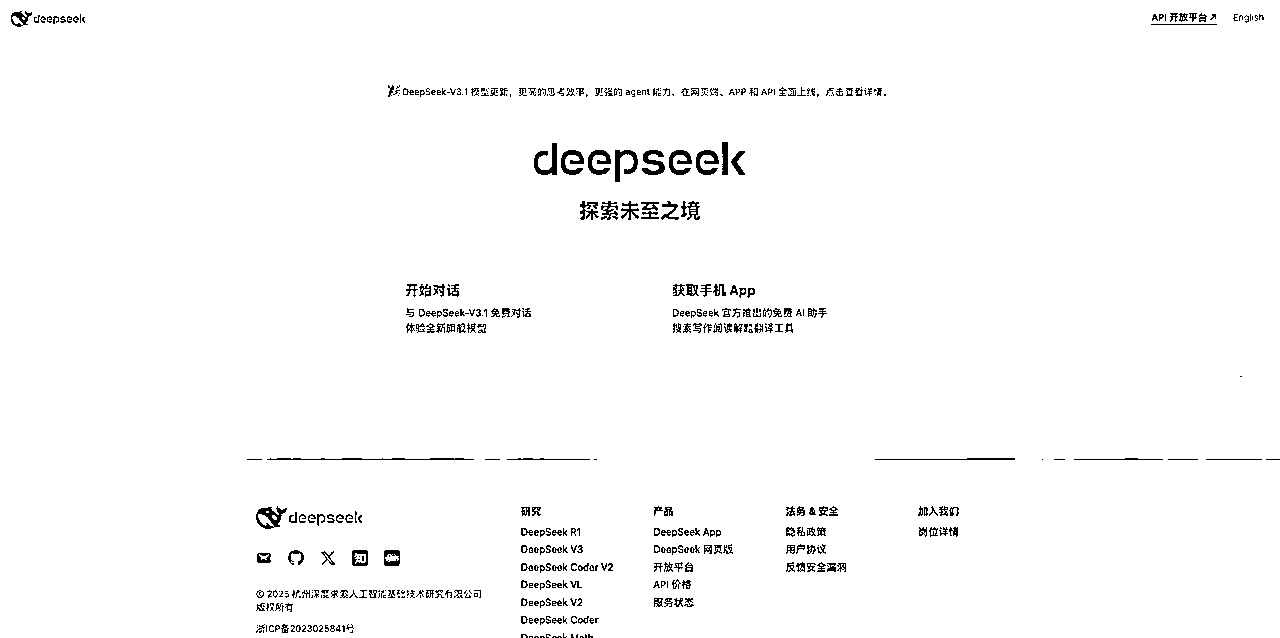 deepseek
API 开放平台 ↗
English
DeepSeek-V3.1 模型更新，更高的思考效率，更强的 agent 能力，在网页端、APP 和 API 全面上线，点击查看详情。
deepseek
探索未至之境
开始对话
与 DeepSeek-V3.1 免费对话
体验全新旗舰模型
获取手机 App
DeepSeek 官方推出的免费 AI 助手
搜索写作阅读解题翻译工具
deepseek
知
© 2025 杭州深度求索人工智能基础技术研究有限公司
版权所有
浙ICP备2023025841号
研究
DeepSeek R1
DeepSeek V3
DeepSeek Coder V2
DeepSeek VL
DeepSeek V2
DeepSeek Coder
DeepSeek Math
产品
DeepSeek App
DeepSeek 网页版
开放平台
API 价格
服务状态
法务 & 安全
隐私政策
用户协议
反馈安全漏洞
加入我们
岗位详情